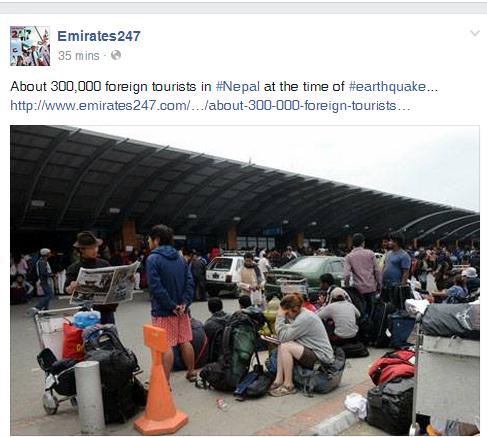 Emirates247
35 mins ·
About 300,000 foreign tourists in #Nepal at the time of #earthquake...
http://www.emirates247.com/…/about-300-000-foreign-tourists…